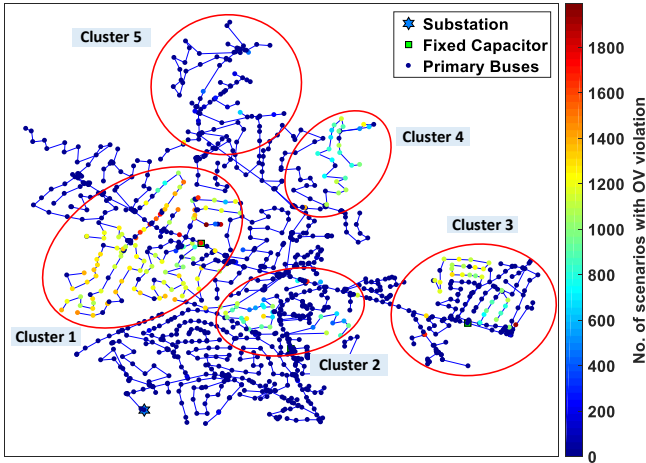 Cluster 5
Substation
Fixed Capacitor
Primary Buses
Cluster 4
Cluster 3
Cluster 1
Cluster 2
1800
1600
1400
1200
1000
800
600
400
200
0
No. of scenarios with OV violation